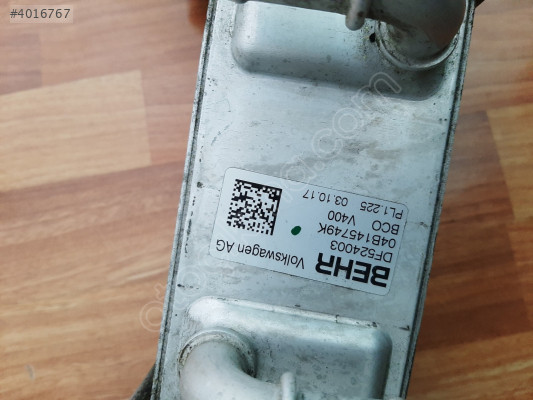 #4016767
BEHR Volkswagen AG
DF524003
04B145749K
BCO V400
PL1.225 03.10.17